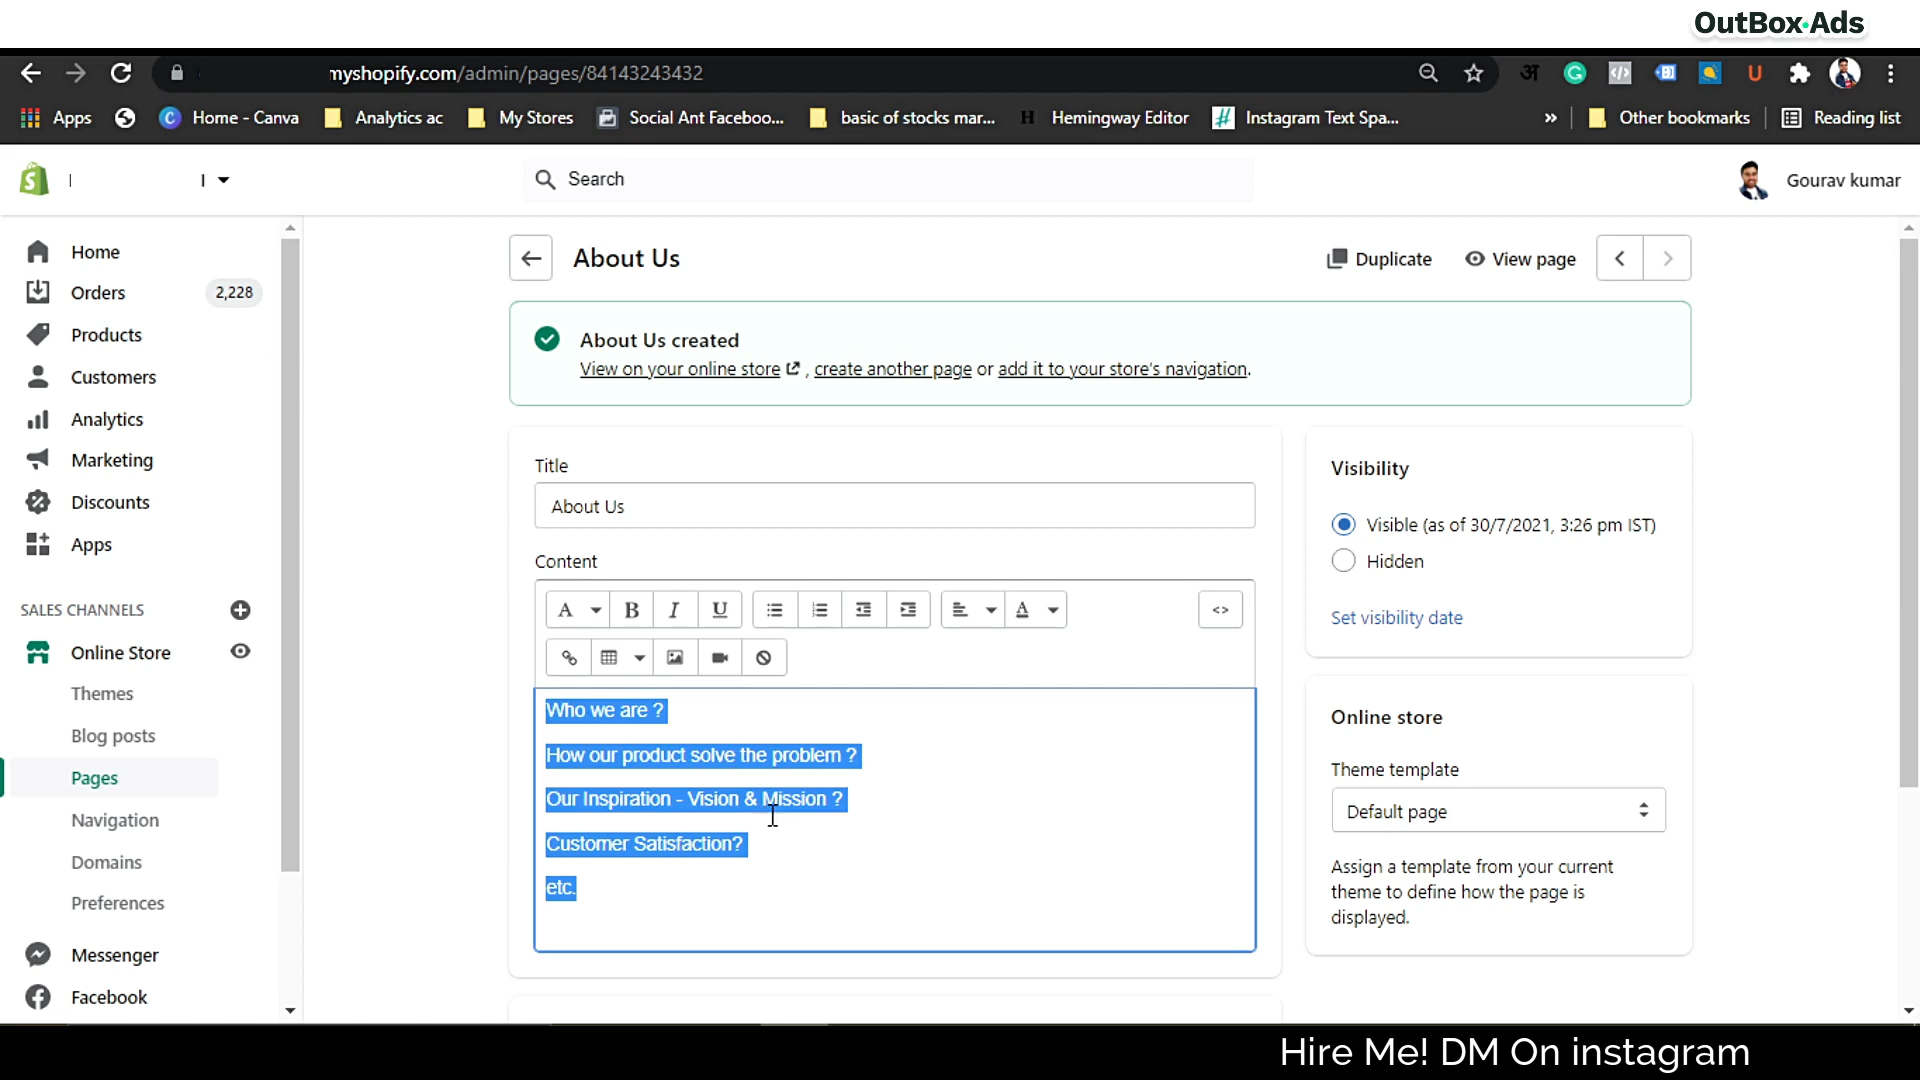 OutBox·Ads
myshopify.com/admin/pages/84143243432
Apps
Home - Canva
Analytics ac
My Stores
Social Ant Faceboo...
basic of stocks mar...
Hemingway Editor
Instagram Text Spa...
»
Other bookmarks
Reading list
Search
Gourav kumar
Home
Orders
2,228
Products
Customers
Analytics
Marketing
Discounts
Apps
SALES CHANNELS
Online Store
Themes
Blog posts
Pages
Navigation
Domains
Preferences
Messenger
Facebook
About Us
Duplicate
View page
About Us created
View on your online store , create another page or add it to your store's navigation.
Title
About Us
Content
A B I U A <>
Who we are ?
How our product solve the problem ?
Our Inspiration - Vision & Mission ?
Customer Satisfaction?
etc.
Visibility
Visible (as of 30/7/2021, 3:26 pm IST)
Hidden
Set visibility date
Online store
Theme template
Default page
Assign a template from your current
theme to define how the page is
displayed.
Hire Me! DM On instagram